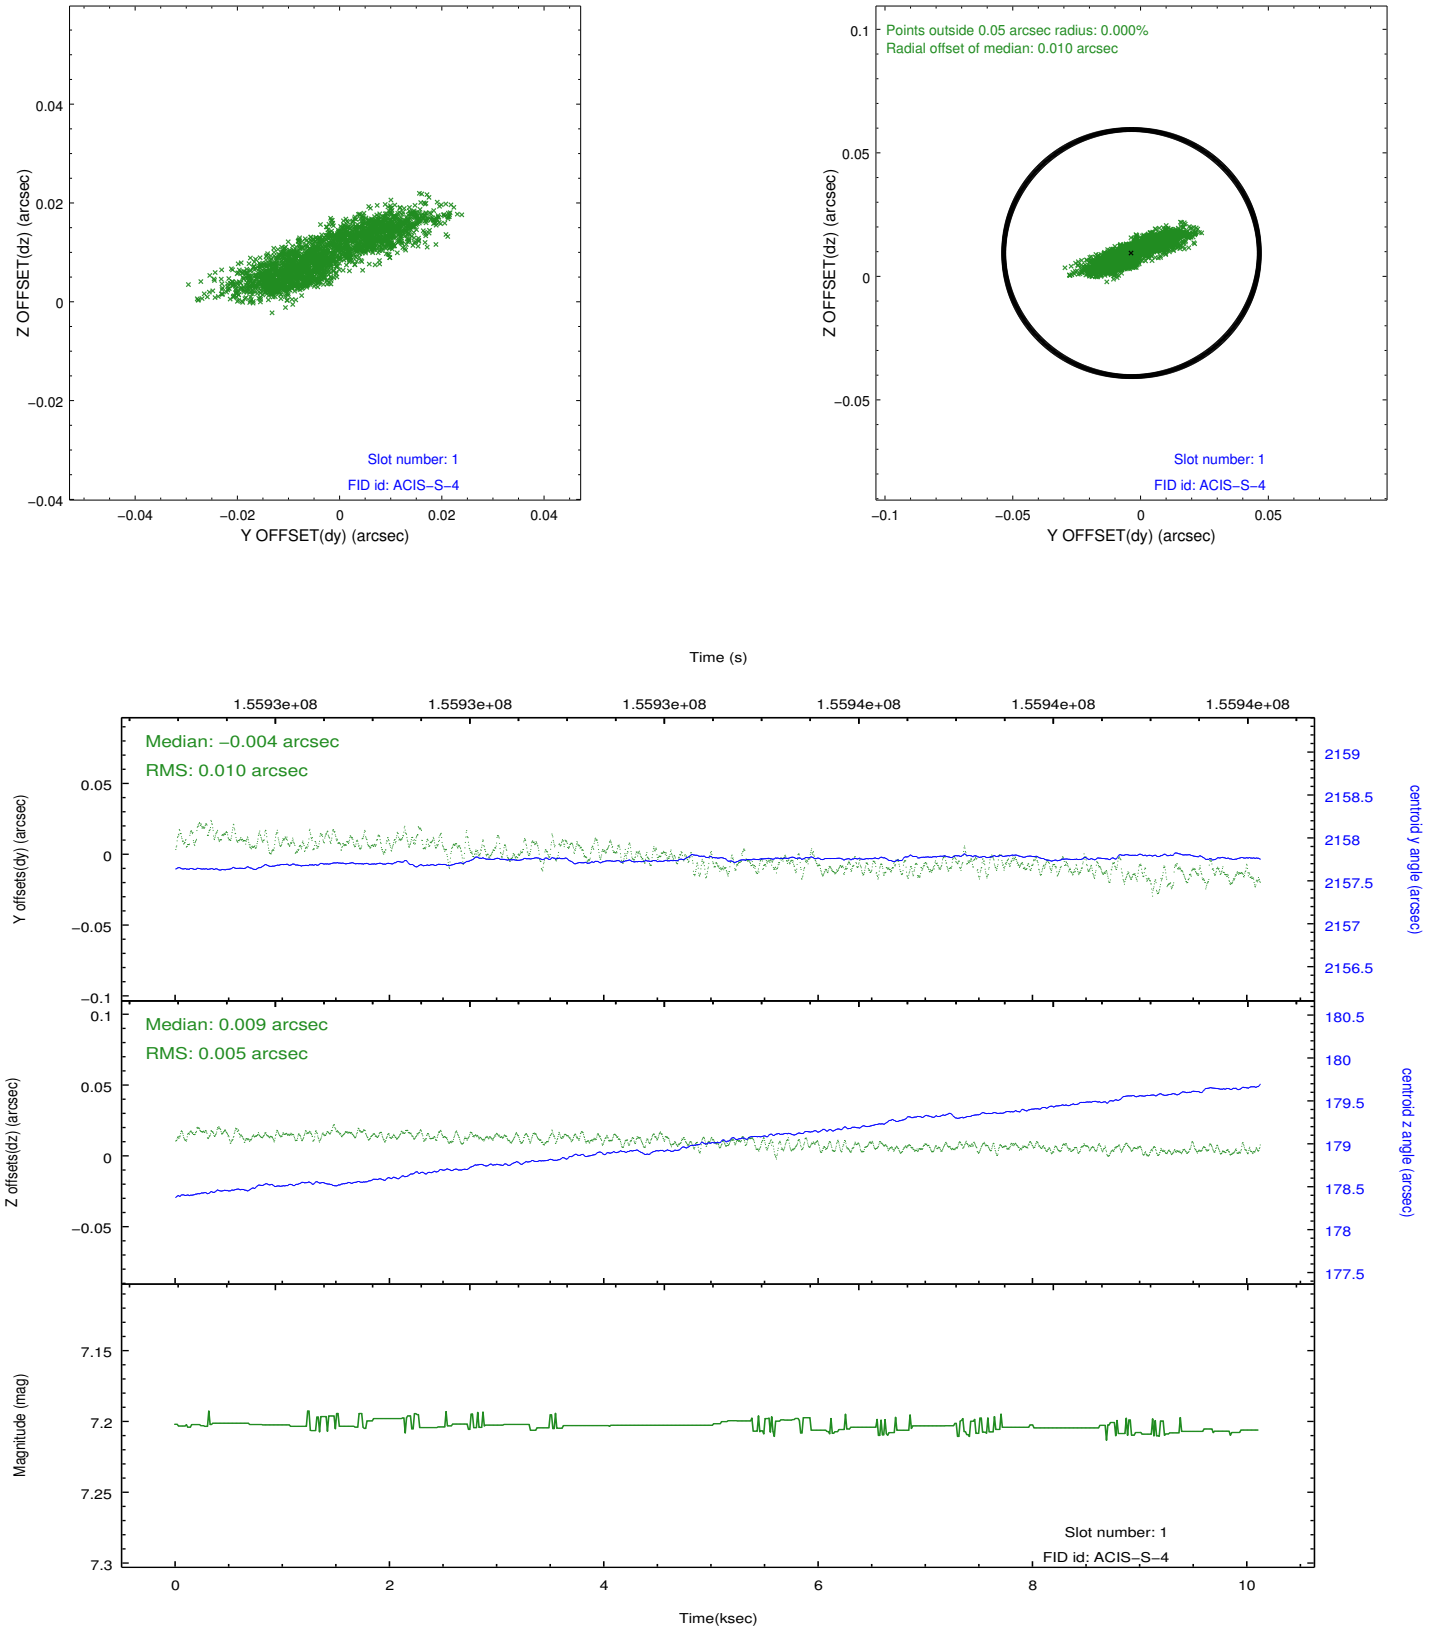 0.04
0.02
0
−0.02
−0.04
−0.04
−0.02
0
0.02
0.04
Z OFFSET(dz) (arcsec)
Y OFFSET(dy) (arcsec)
Slot number: 1
FID id: ACIS−S−4
Points outside 0.05 arcsec radius: 0.000%
Radial offset of median: 0.010 arcsec
0.1
0.05
0
−0.05
−0.1
−0.05
0
0.05
Z OFFSET(dz) (arcsec)
Y OFFSET(dy) (arcsec)
Slot number: 1
FID id: ACIS−S−4
Time (s)
1.5593e+08
1.5593e+08
1.5593e+08
1.5594e+08
1.5594e+08
1.5594e+08
Median: −0.004 arcsec
RMS: 0.010 arcsec
0.05
0
−0.05
−0.1
Y offsets(dy) (arcsec)
2159
2158.5
2158
2157.5
2157
2156.5
centroid y angle (arcsec)
Median: 0.009 arcsec
RMS: 0.005 arcsec
0.1
0.05
0
−0.05
Z offsets(dz) (arcsec)
180.5
180
179.5
179
178.5
178
177.5
centroid z angle (arcsec)
7.15
7.2
7.25
7.3
Magnitude (mag)
Slot number: 1
FID id: ACIS−S−4
0
2
4
6
8
10
Time(ksec)